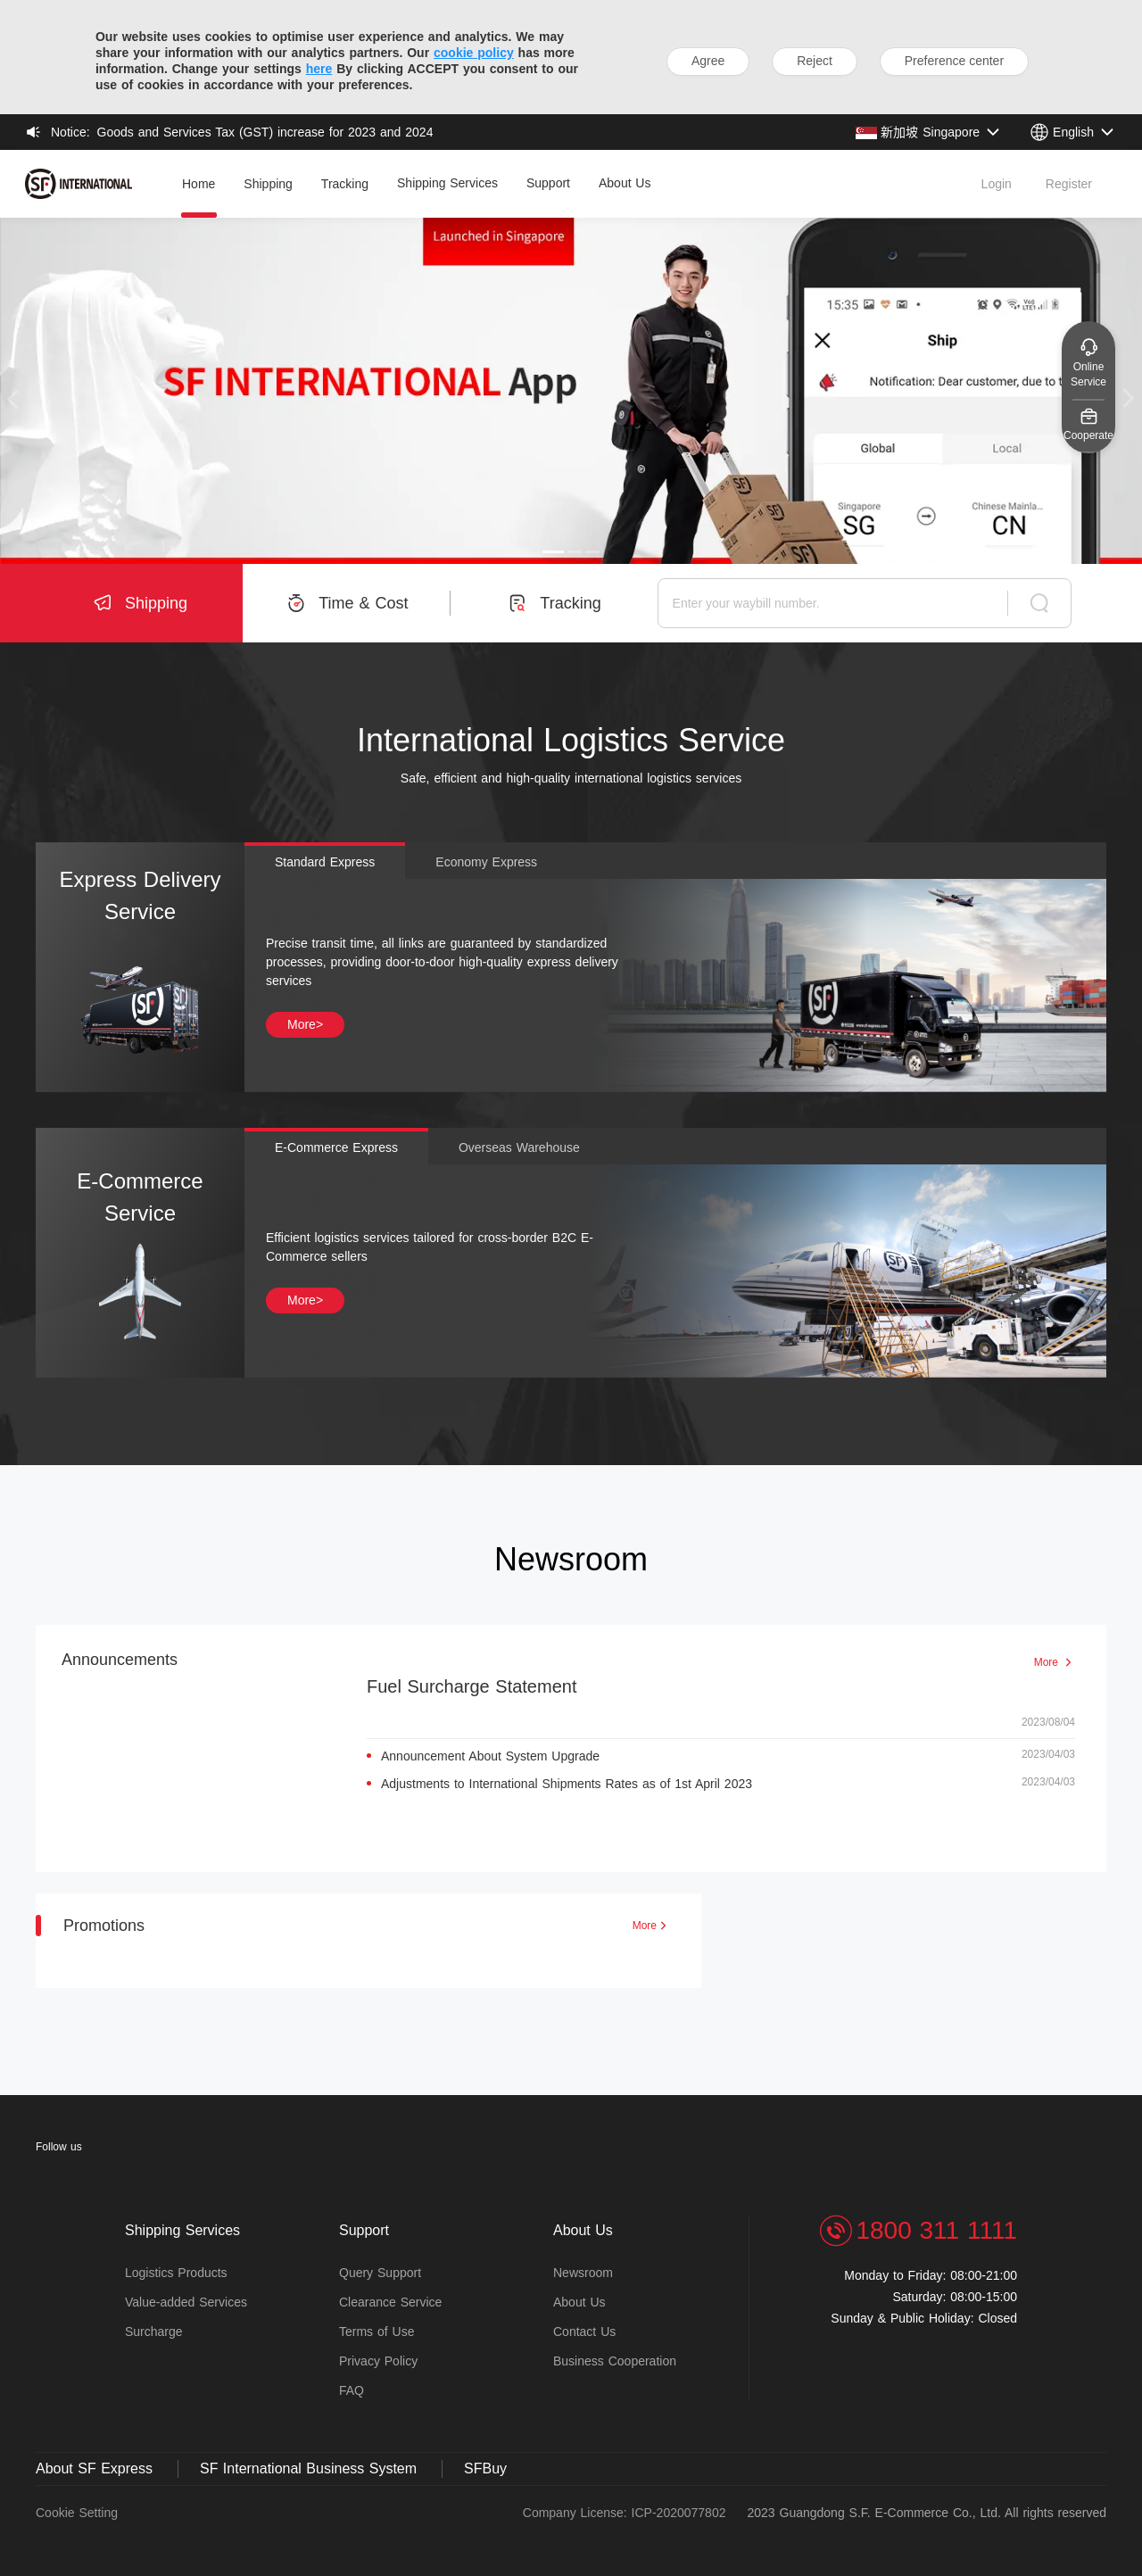 Our website uses cookies to optimise user experience and analytics. We may
share your information with our analytics partners. Our cookie policy has more
information. Change your settings here By clicking ACCEPT you consent to our
use of cookies in accordance with your preferences.
Agree
Reject
Preference center
Notice: Goods and Services Tax (GST) increase for 2023 and 2024
新加坡 Singapore
English
SF INTERNATIONAL
Home
Shipping
Tracking
Shipping Services
Support
About Us
Login
Register
Launched in Singapore
SF INTERNATIONAL App
15:35
Ship
Notification: Dear customer, due to t
Global
Local
Singapore
SG
Chinese Mainla...
CN
SF
SF
Online
Service
Cooperate
Shipping
Time & Cost
Tracking
Enter your waybill number.
International Logistics Service
Safe, efficient and high-quality international logistics services
Express Delivery
Service
SF
Standard Express
Economy Express
Precise transit time, all links are guaranteed by standardized
processes, providing door-to-door high-quality express delivery
services
More>
SF
E-Commerce
Service
E-Commerce Express
Overseas Warehouse
Efficient logistics services tailored for cross-border B2C E-
Commerce sellers
More>
SF
Newsroom
Announcements
More
Fuel Surcharge Statement
2023/08/04
Announcement About System Upgrade
2023/04/03
Adjustments to International Shipments Rates as of 1st April 2023
2023/04/03
Promotions
More
Follow us
Shipping Services
Logistics Products
Value-added Services
Surcharge
Support
Query Support
Clearance Service
Terms of Use
Privacy Policy
FAQ
About Us
Newsroom
About Us
Contact Us
Business Cooperation
1800 311 1111
Monday to Friday: 08:00-21:00
Saturday: 08:00-15:00
Sunday & Public Holiday: Closed
About SF Express
SF International Business System
SFBuy
Cookie Setting
Company License: ICP-2020077802
2023 Guangdong S.F. E-Commerce Co., Ltd. All rights reserved